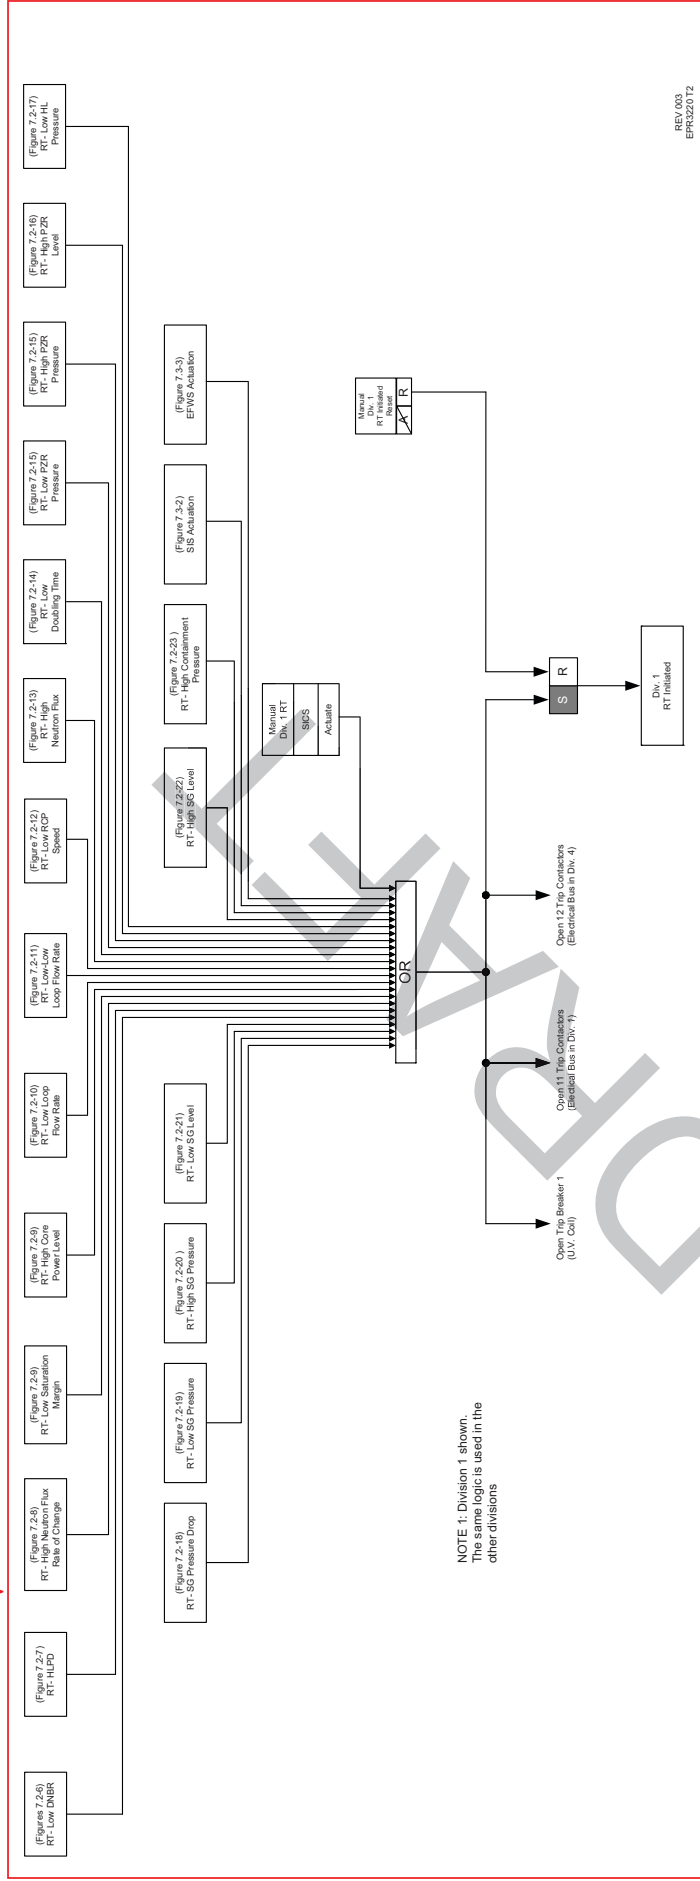 (Figures 7.2-6)
RT- Low DNBR
(Figure 7.2-7)
RT- HLPD
(Figure 7.2-8)
RT- High Neutron Flux
Rate of Change
(Figure 7.2-9)
RT- Low Saturation
Margin
(Figure 7.2-9)
RT- High Core
Power Level
(Figure 7.2-10)
RT- Low Loop
Flow Rate
(Figure 7.2-11)
RT- Low-Low
Loop Flow Rate
(Figure 7.2-12)
RT- Low RCP
Speed
(Figure 7.2-13)
RT- High
Neutron Flux
(Figure 7.2-14)
RT- Low
Doubling Time
(Figure 7.2-15)
RT- Low PZR
Pressure
(Figure 7.2-15)
RT- High PZR
Pressure
(Figure 7.2-16)
RT- High PZR
Level
(Figure 7.2-17)
RT- Low HL
Pressure
(Figure 7.2-18)
RT- SG Pressure Drop
(Figure 7.2-19)
RT- Low SG Pressure
(Figure 7.2-20 )
RT- High SG Pressure
(Figure 7.2-21)
RT- Low SG Level
(Figure 7.2-22)
RT- High SG Level
(Figure 7.2-23 )
RT- High Containment
Pressure
(Figure 7.3-2)
SIS Actuation
(Figure 7.3-3)
EFWS Actuation
Manual
Div. 1 RT
SICS
Actuate
Manual
Div. 1
RT Initiated
Reset
A R
OR
NOTE 1: Division 1 shown.
The same logic is used in the
other divisions
Open Trip Breaker 1
(U.V. Coil)
Open 11 Trip Contactors
(Electical Bus in Div. 1)
Open 12 Trip Contactors
(Electrical Bus in Div. 4)
S R
Div. 1
RT Initiated
REV 003
EPR3220 T2
DRAFT